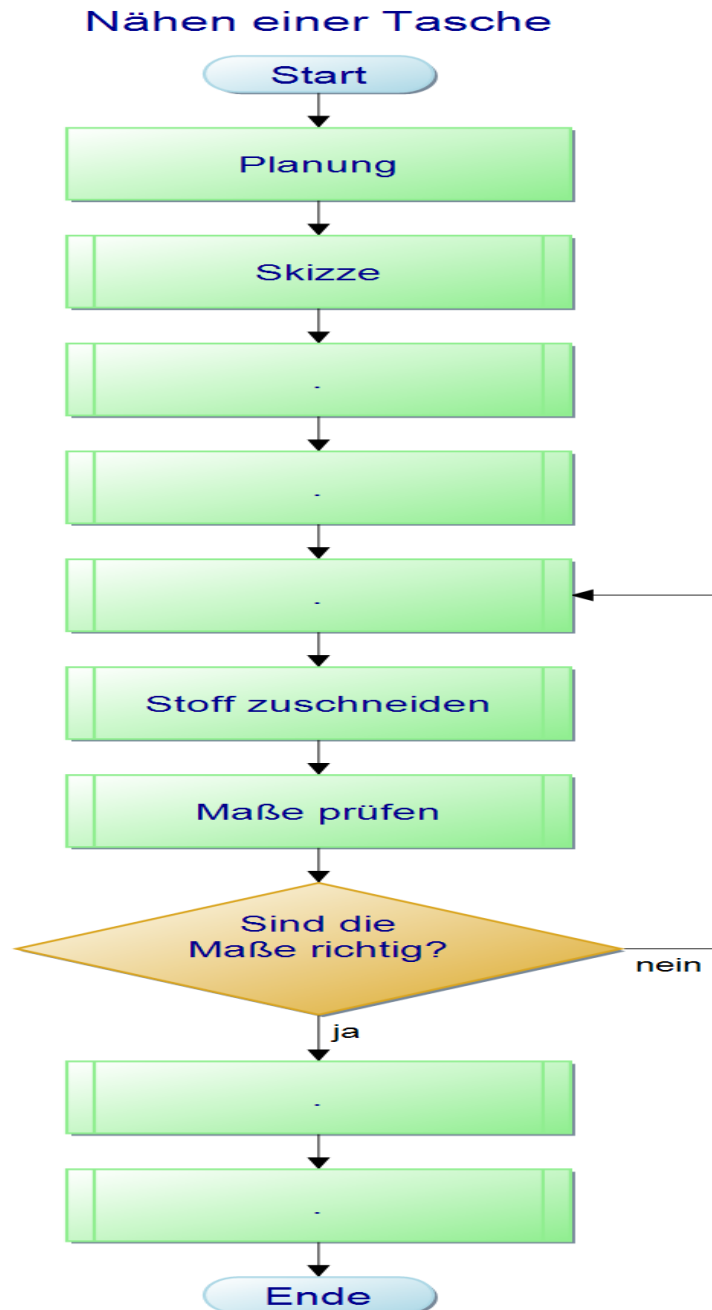 Nähen einer Tasche
Start
Planung
Skizze
.
.
.
Stoff zuschneiden
Maße prüfen
Sind die
Maße richtig?
nein
ja
.
.
Ende